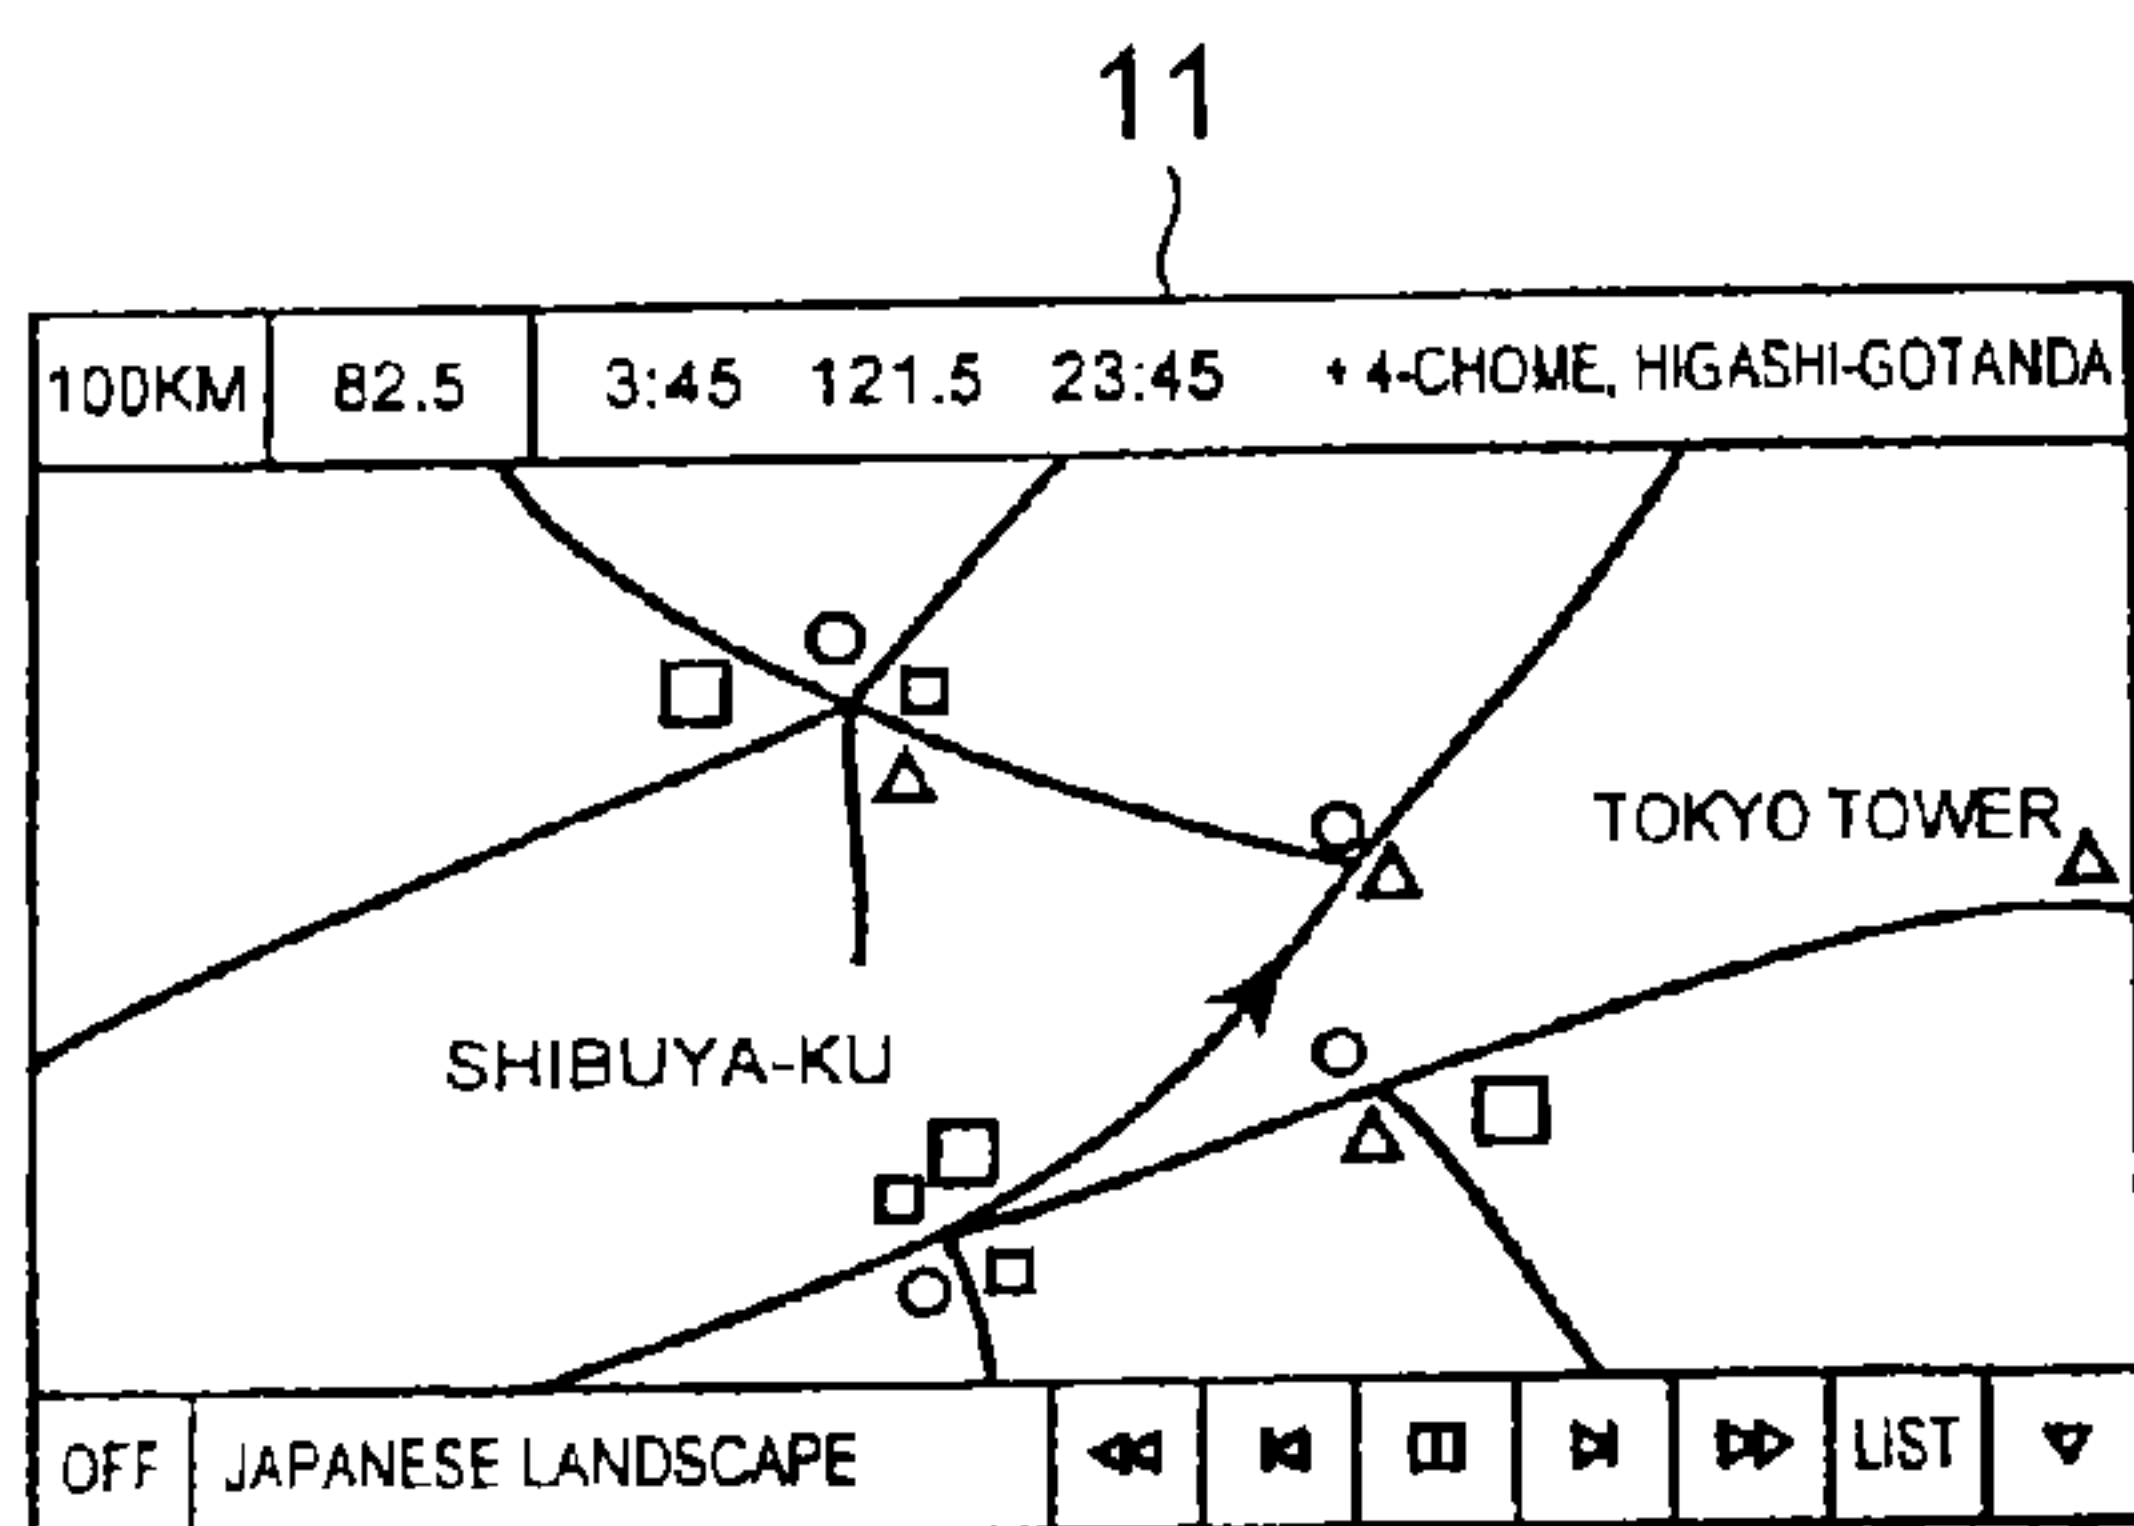 11
100KM 82.5 3:45 121.5 23:45 + 4-CHOME, HIGASHI-GOTANDA
TOKYO TOWER
SHIBUYA-KU
OFF JAPANESE LANDSCAPE LIST